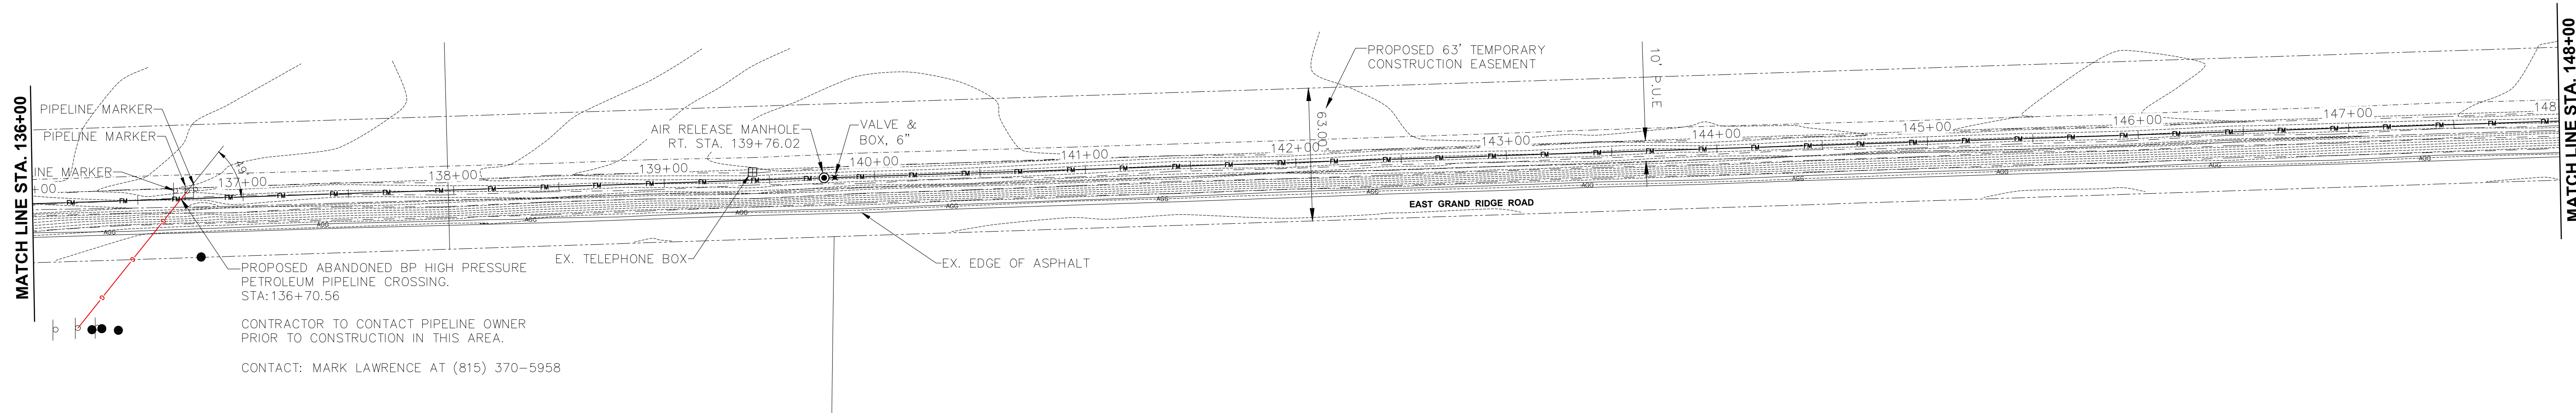 MATCH LINE STA. 136+00
PIPELINE MARKER
PIPELINE MARKER
INE MARKER
+00
49°
137+00
138+00
139+00
140+00
141+00
142+00
143+00
144+00
145+00
146+00
147+00
148
AIR RELEASE MANHOLE
RT. STA. 139+76.02
VALVE &
BOX, 6"
PROPOSED 63' TEMPORARY
CONSTRUCTION EASEMENT
63.00'
10' P.U.E
FM
AGG
EAST GRAND RIDGE ROAD
EX. TELEPHONE BOX
EX. EDGE OF ASPHALT
PROPOSED ABANDONED BP HIGH PRESSURE
PETROLEUM PIPELINE CROSSING.
STA:136+70.56
CONTRACTOR TO CONTACT PIPELINE OWNER
PRIOR TO CONSTRUCTION IN THIS AREA.
CONTACT: MARK LAWRENCE AT (815) 370-5958
MATCH LINE STA. 148+00